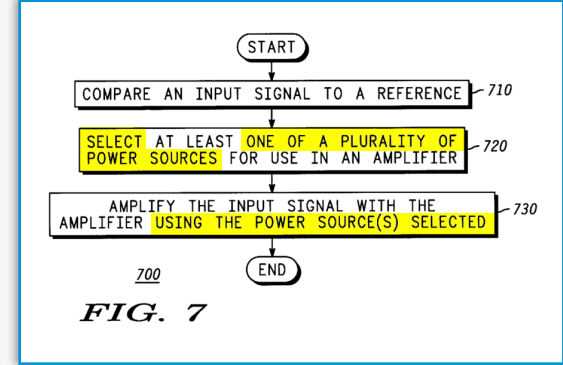 START
COMPARE AN INPUT SIGNAL TO A REFERENCE
710
SELECT AT LEAST ONE OF A PLURALITY OF
POWER SOURCES FOR USE IN AN AMPLIFIER
720
AMPLIFY THE INPUT SIGNAL WITH THE
AMPLIFIER USING THE POWER SOURCE(S) SELECTED
730
END
700
FIG. 7